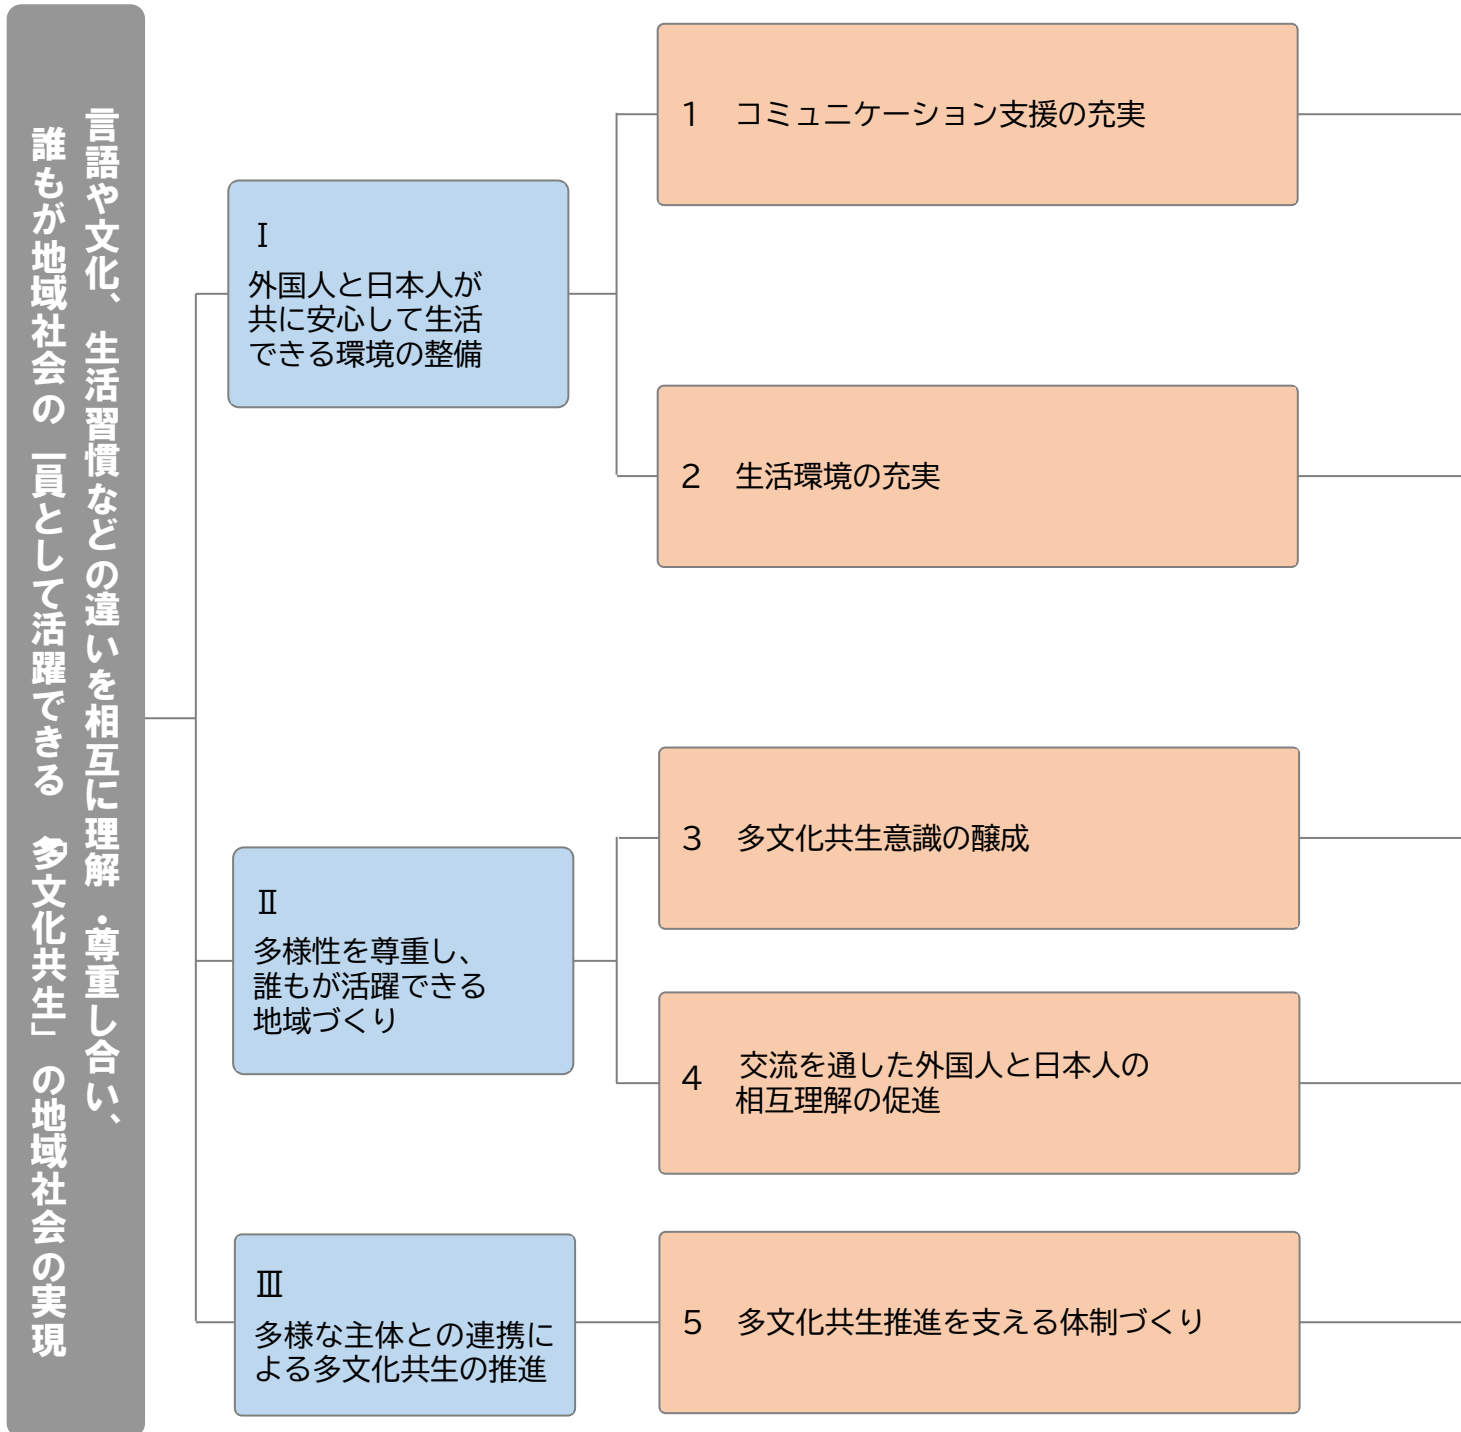 言語や文化、生活習慣などの違いを相互に理解・尊重し合い、
誰もが地域社会の一員として活躍できる「多文化共生」の地域社会の実現
Ⅰ
外国人と日本人が
共に安心して生活
できる環境の整備
1 コミュニケーション支援の充実
2 生活環境の充実
Ⅱ
多様性を尊重し、
誰もが活躍できる
地域づくり
3 多文化共生意識の醸成
4 交流を通した外国人と日本人の
相互理解の促進
Ⅲ
多様な主体との連携に
よる多文化共生の推進
5 多文化共生推進を支える体制づくり